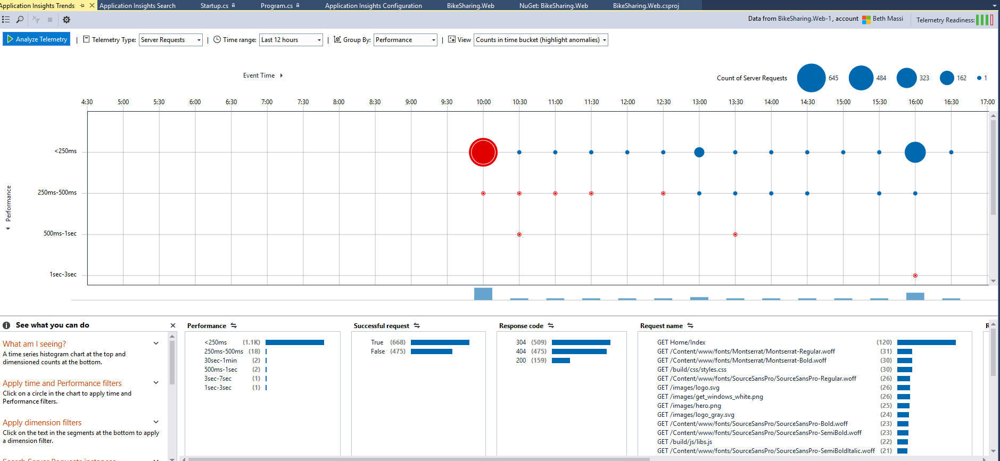 Application Insights Trends
Application Insights Search
Startup.cs
Program.cs
Application Insights Configuration
BikeSharing.Web
NuGet: BikeSharing.Web
BikeSharing.Web.csproj
Data from BikeSharing.Web-1, account Beth Massi
Telemetry Readiness:
Analyze Telemetry | Telemetry Type: Server Requests | Time range: Last 12 hours | Group By: Performance | View Counts in time bucket (highlight anomalies)
Event Time
Count of Server Requests 645 484 323 162 1
4:30 5:00 5:30 6:00 6:30 7:00 7:30 8:00 8:30 9:00 9:30 10:00 10:30 11:00 11:30 12:00 12:30 13:00 13:30 14:00 14:30 15:00 15:30 16:00 16:30 17:00
Performance
<250ms
250ms-500ms
500ms-1sec
1sec-3sec
See what you can do
What am I seeing?
A time series histogram chart at the top and
dimensioned counts at the bottom.
Apply time and Performance filters
Click on a circle in the chart to apply time and
Performance filters.
Apply dimension filters
Click on the text in the segments at the bottom to apply
a dimension filter.
Search Server Requests instances
Performance
<250ms (1.1K)
250ms-500ms (18)
30sec-1min (2)
500ms-1sec (2)
3sec-7sec (1)
1sec-3sec (1)
Successful request
True (668)
False (475)
Response code
304 (509)
404 (475)
200 (159)
Request name
GET Home/Index (120)
GET /Content/www/fonts/Montserrat/Montserrat-Regular.woff (31)
GET /Content/www/fonts/Montserrat/Montserrat-Bold.woff (30)
GET /build/css/styles.css (30)
GET /Content/www/fonts/SourceSansPro/SourceSansPro-Regular.woff (26)
GET /images/logo.svg (26)
GET /images/get_windows_white.png (26)
GET /images/hero.png (25)
GET /images/logo_gray.svg (24)
GET /Content/www/fonts/SourceSansPro/SourceSansPro-Bold.woff (23)
GET /Content/www/fonts/SourceSansPro/SourceSansPro-SemiBold.woff (23)
GET /build/js/libs.js (22)
GET /Content/www/fonts/SourceSansPro/SourceSansPro-SemiBoldItalic.woff (21)